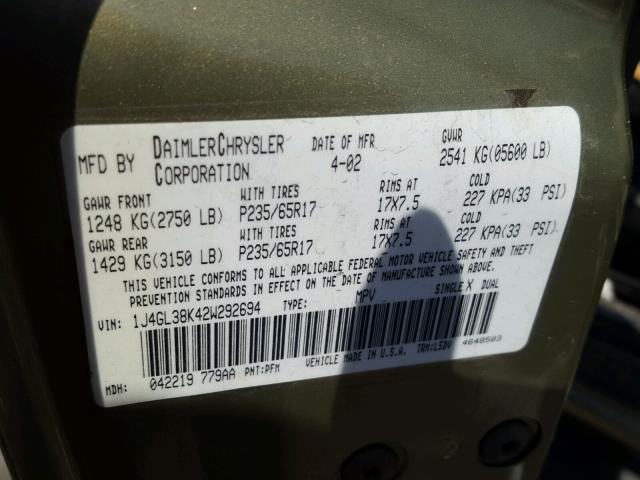 MFD BY DAIMLERCHRYSLER CORPORATION DATE OF MFR 4-02 GVWR 2541 KG(05600 LB)
GAWR FRONT WITH TIRES RIMS AT COLD
1248 KG(2750 LB) P235/65R17 17X7.5 227 KPA(33 PSI)
GAWR REAR WITH TIRES RIMS AT COLD
1429 KG(3150 LB) P235/65R17 17X7.5 227 KPA(33 PSI)
THIS VEHICLE CONFORMS TO ALL APPLICABLE FEDERAL MOTOR VEHICLE SAFETY AND THEFT
PREVENTION STANDARDS IN EFFECT ON THE DATE OF MANUFACTURE SHOWN ABOVE.
VIN: 1J4GL38K42W292694 TYPE: MPV SINGLE X DUAL
MDH: 042219 779AA PNT:PFM VEHICLE MADE IN U.S.A. TRM:L5DV 4648503